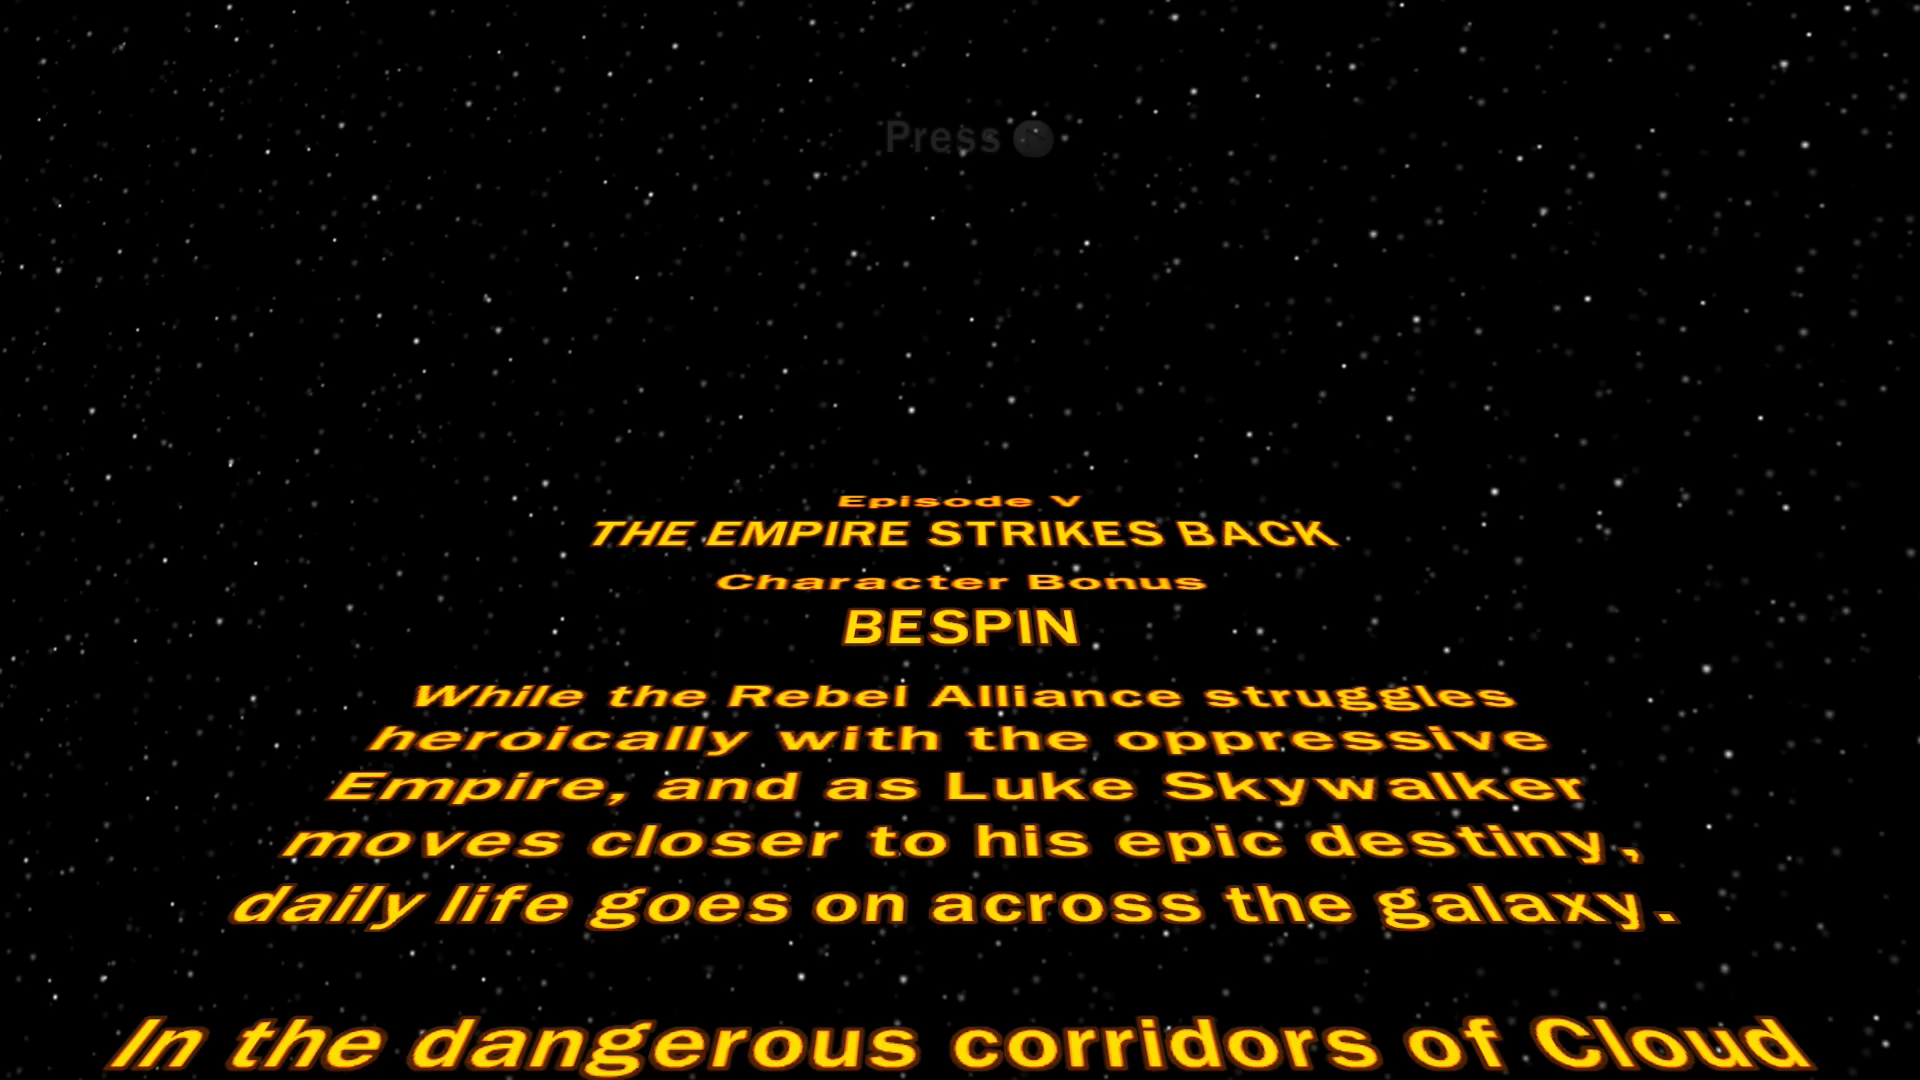 Press
Episode V
THE EMPIRE STRIKES BACK
Character Bonus
BESPIN
While the Rebel Alliance struggles
heroically with the oppressive
Empire, and as Luke Skywalker
moves closer to his epic destiny,
daily life goes on across the galaxy.
In the dangerous corridors of Cloud